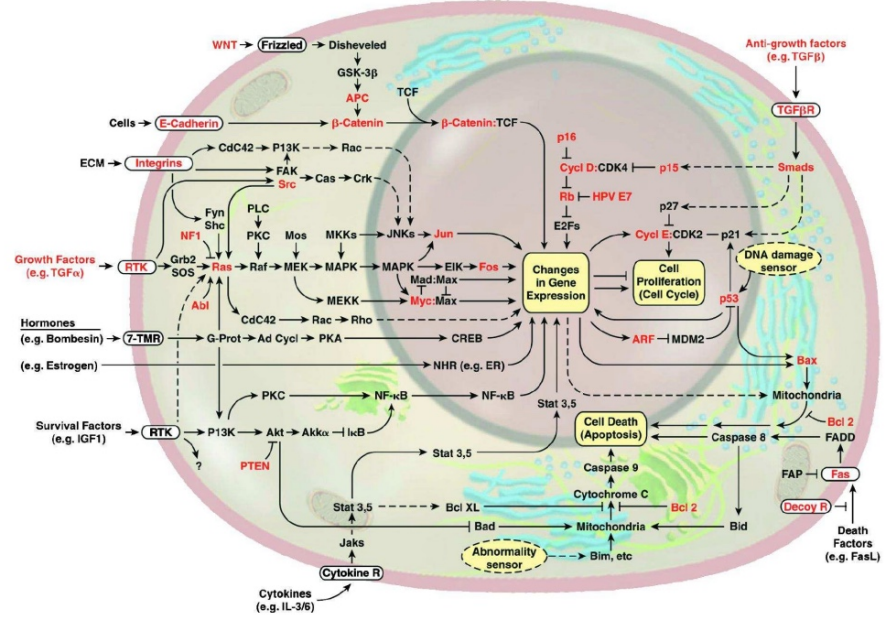 WNT
Frizzled
Disheveled
GSK-3β
APC
TCF
Cells
E-Cadherin
β-Catenin
β-Catenin:TCF
Anti-growth factors
(e.g. TGFβ)
TGFβR
Smads
p16
Cycl D:CDK4
p15
Rb
HPV E7
E2Fs
p27
Cycl E:CDK2
p21
ECM
Integrins
CdC42
P13K
Rac
FAK
Src
Cas
Crk
Fyn
Shc
PLC
PKC
NF1
Mos
MKKs
JNKs
Jun
Growth Factors
(e.g. TGFα)
RTK
Grb2
SOS
Ras
Raf
MEK
MAPK
MAPK
ElK
Fos
Mad:Max
MEKK
Myc:Max
Abl
CdC42
Rac
Rho
Changes
in Gene
Expression
Cell
Proliferation
(Cell Cycle)
DNA damage
sensor
p53
ARF
MDM2
Bax
Hormones
(e.g. Bombesin)
7-TMR
G-Prot
Ad Cycl
PKA
CREB
(e.g. Estrogen)
NHR (e.g. ER)
PKC
NF-κB
NF-κB
Stat 3,5
Mitochondria
Survival Factors
(e.g. IGF1)
RTK
P13K
Akt
Akkα
IκB
?
PTEN
Stat 3,5
Cell Death
(Apoptosis)
Bcl 2
Caspase 8
FADD
Caspase 9
FAP
Fas
Cytochrome C
Stat 3,5
Bcl XL
Bcl 2
Decoy R
Bad
Mitochondria
Bid
Death
Factors
(e.g. FasL)
Jaks
Abnormality
sensor
Bim, etc
Cytokine R
Cytokines
(e.g. IL-3/6)